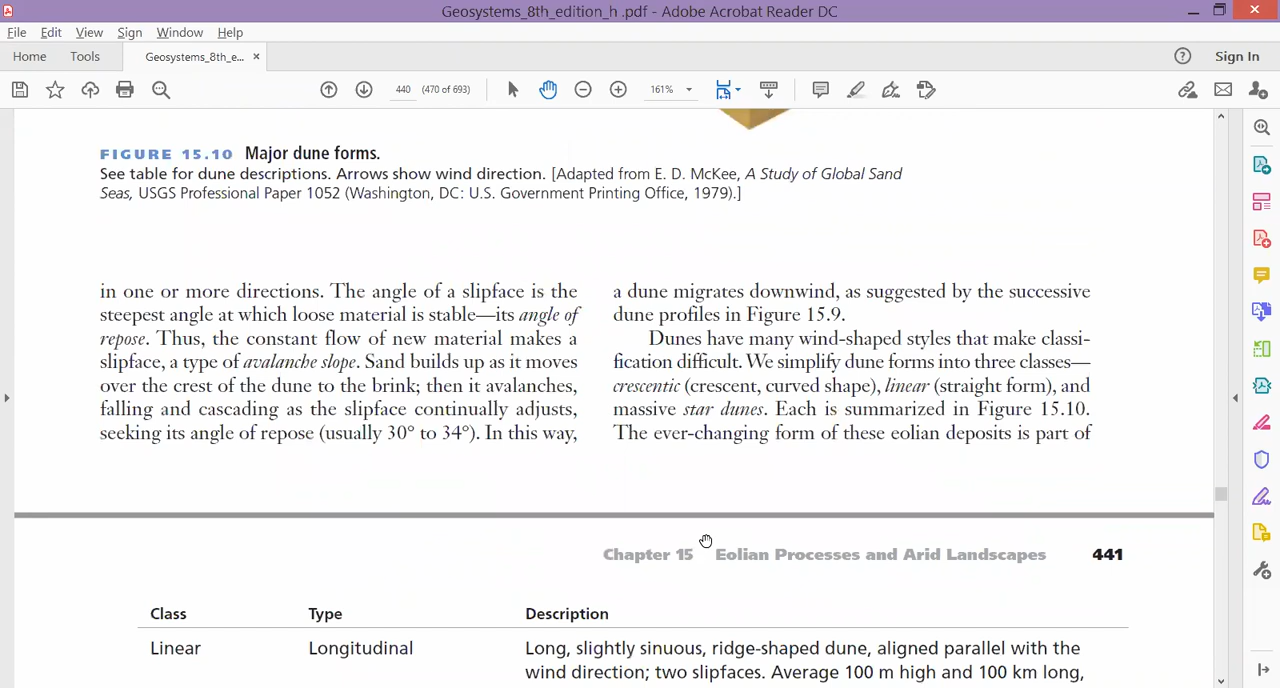 Geosystems_8th_edition_h .pdf - Adobe Acrobat Reader DC
File Edit View Sign Window Help
Home Tools Geosystems_8th_e... × Sign In
440 (470 of 693) 161%
FIGURE 15.10 Major dune forms.
See table for dune descriptions. Arrows show wind direction. [Adapted from E. D. McKee, A Study of Global Sand
Seas, USGS Professional Paper 1052 (Washington, DC: U.S. Government Printing Office, 1979).]
in one or more directions. The angle of a slipface is the
steepest angle at which loose material is stable—its angle of
repose. Thus, the constant flow of new material makes a
slipface, a type of avalanche slope. Sand builds up as it moves
over the crest of the dune to the brink; then it avalanches,
falling and cascading as the slipface continually adjusts,
seeking its angle of repose (usually 30° to 34°). In this way,
a dune migrates downwind, as suggested by the successive
dune profiles in Figure 15.9.
Dunes have many wind-shaped styles that make classi-
fication difficult. We simplify dune forms into three classes—
crescentic (crescent, curved shape), linear (straight form), and
massive star dunes. Each is summarized in Figure 15.10.
The ever-changing form of these eolian deposits is part of
Chapter 15 Eolian Processes and Arid Landscapes 441
Class Type Description
Linear Longitudinal Long, slightly sinuous, ridge-shaped dune, aligned parallel with the
wind direction; two slipfaces. Average 100 m high and 100 km long,